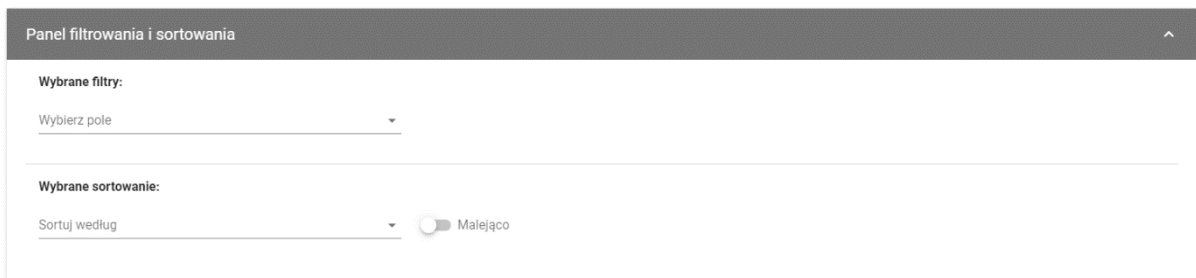 Panel filtrowania i sortowania
Wybrane filtry:
Wybierz pole
Wybrane sortowanie:
Sortuj według
Malejąco